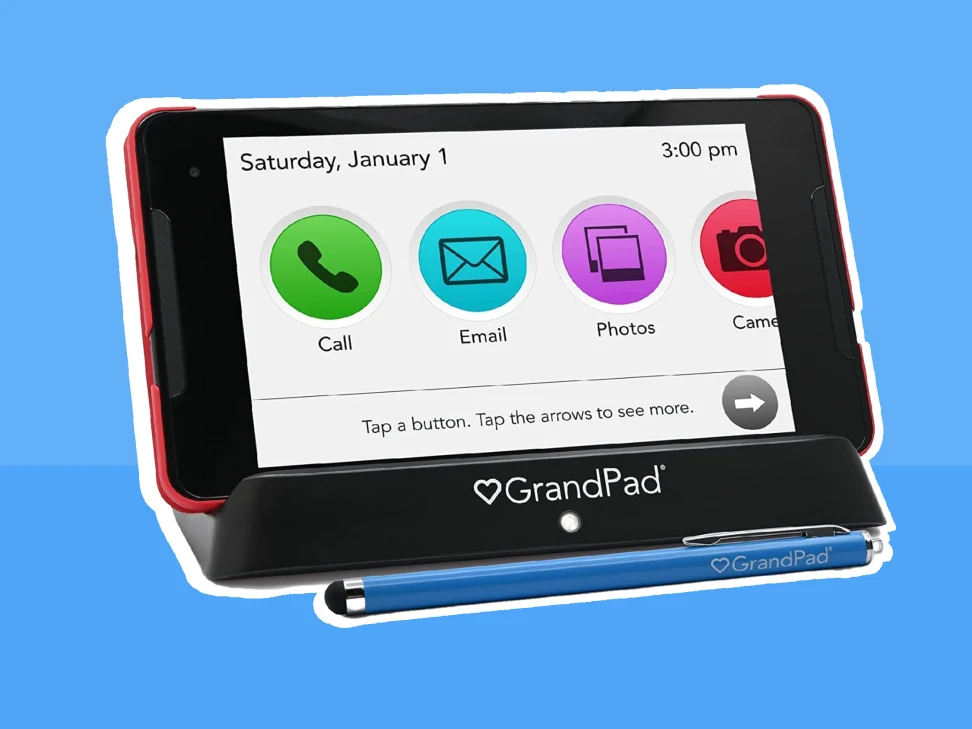 Saturday, January 1
3:00 pm
Call
Email
Photos
Came
Tap a button. Tap the arrows to see more.
GrandPad®
GrandPad®